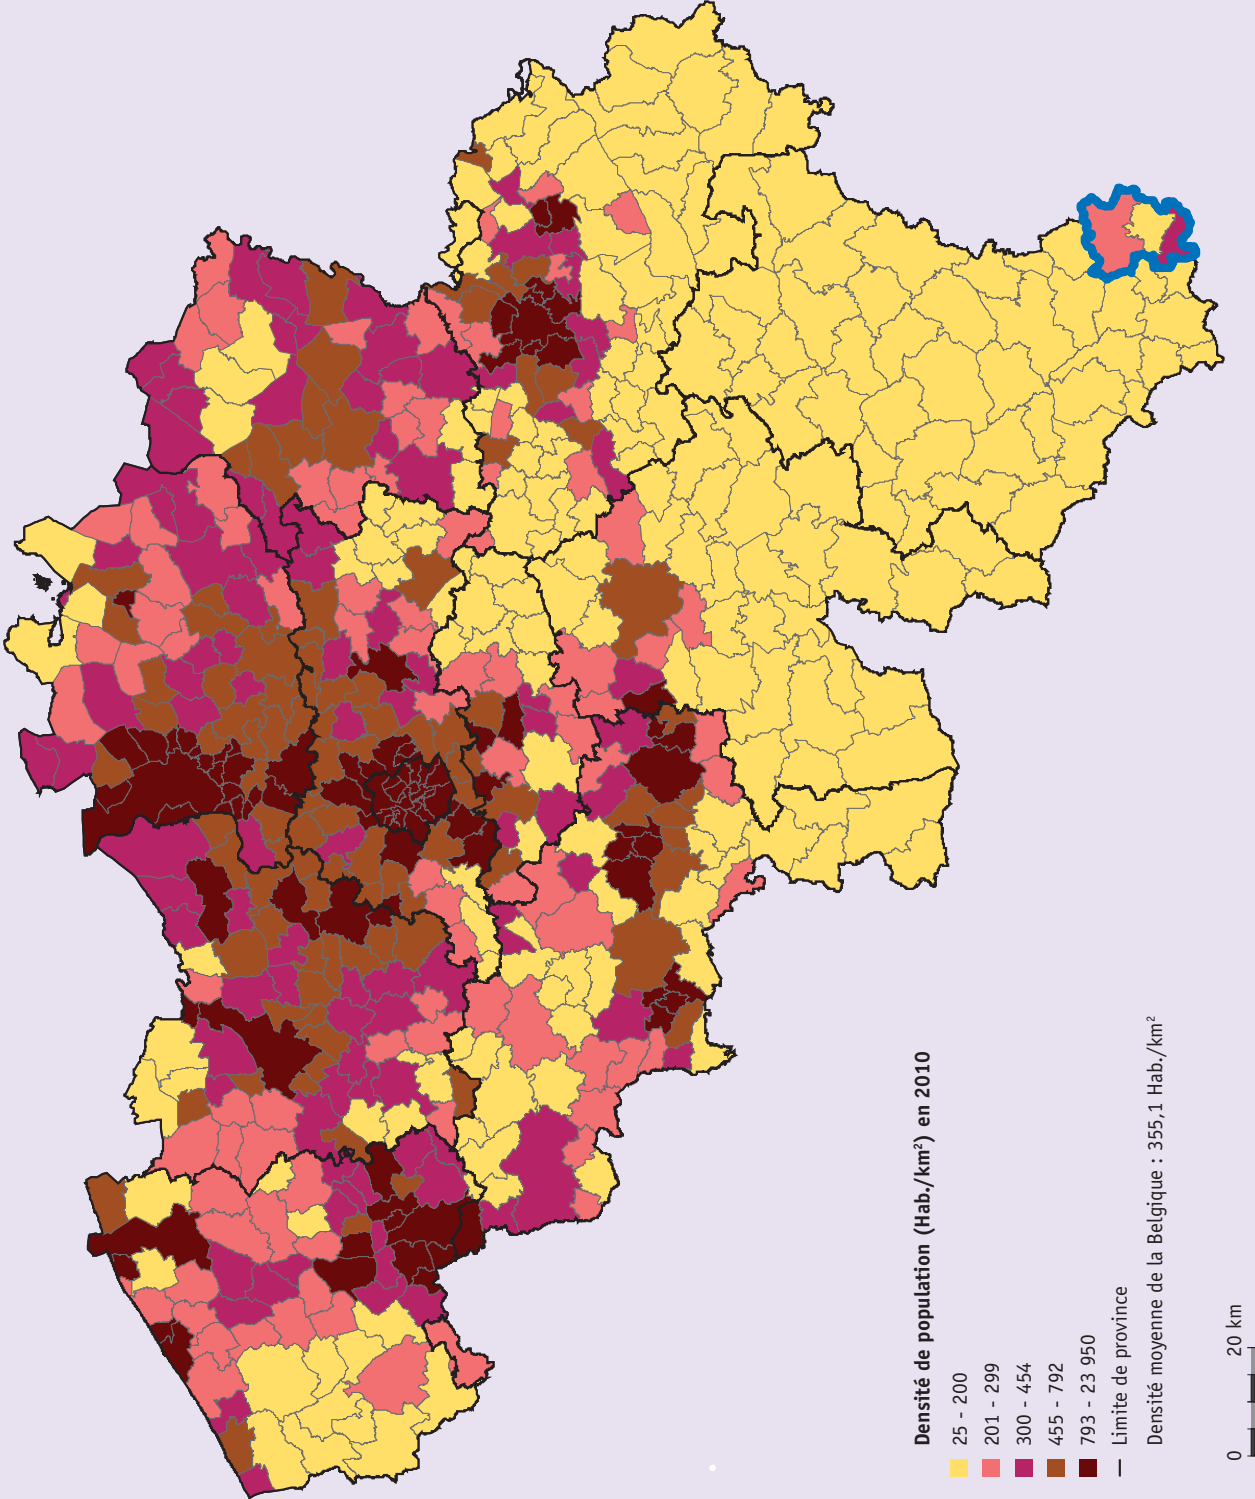 Densité de population (Hab./km²) en 2010
25 - 200
201 - 299
300 - 454
455 - 792
793 - 23 950
Limite de province
Densité moyenne de la Belgique : 355,1 Hab./km²
0 20 km